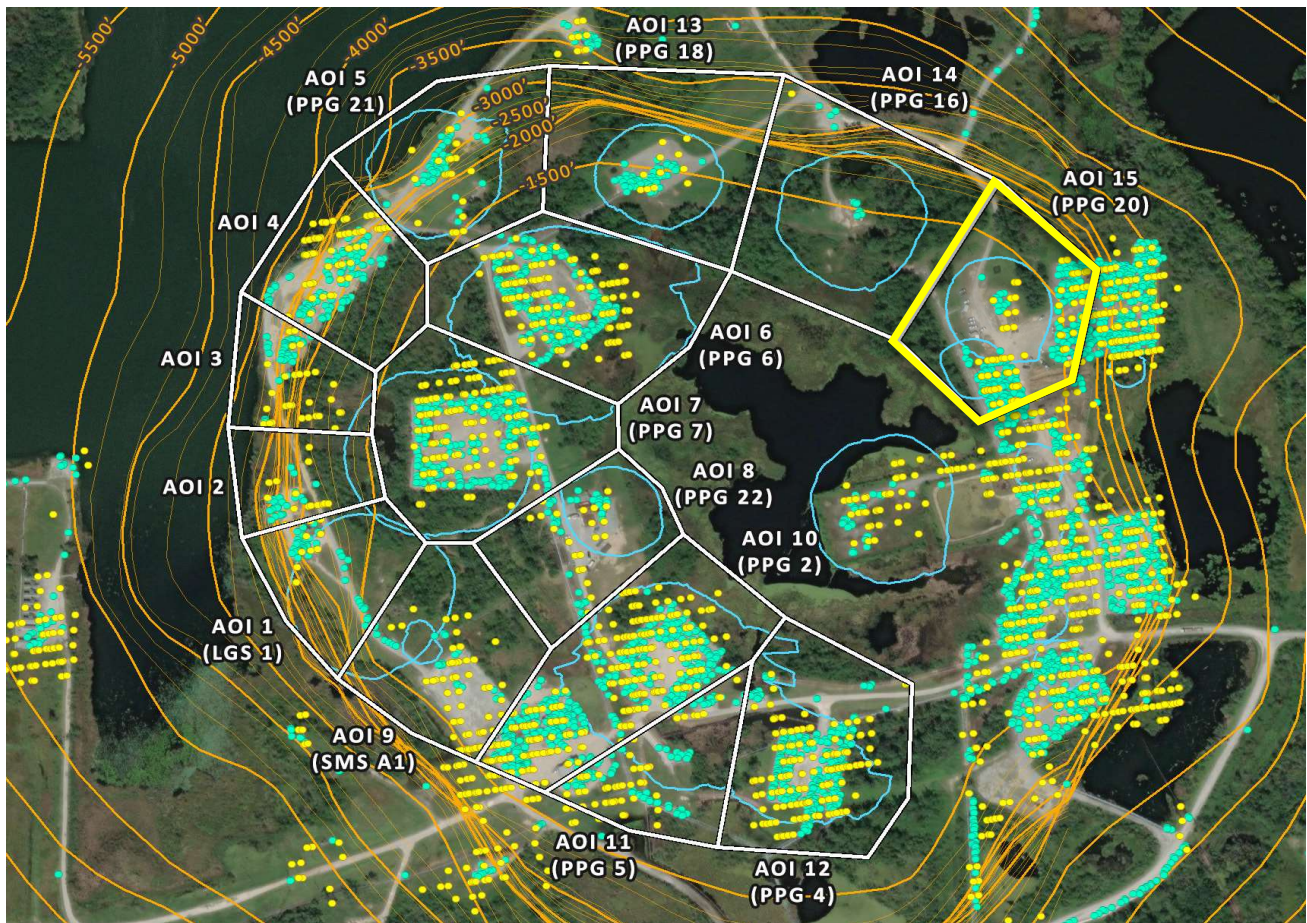 -5500'
-5000'
-4500'
-4000'
-3500'
-3000'
-2500'
-2000'
-1500'
AOI 13
(PPG 18)
AOI 5
(PPG 21)
AOI 14
(PPG 16)
AOI 15
(PPG 20)
AOI 4
AOI 3
AOI 6
(PPG 6)
AOI 7
(PPG 7)
AOI 2
AOI 8
(PPG 22)
AOI 10
(PPG 2)
AOI 1
(LGS 1)
AOI 9
(SMS A1)
AOI 11
(PPG 5)
AOI 12
(PPG 4)